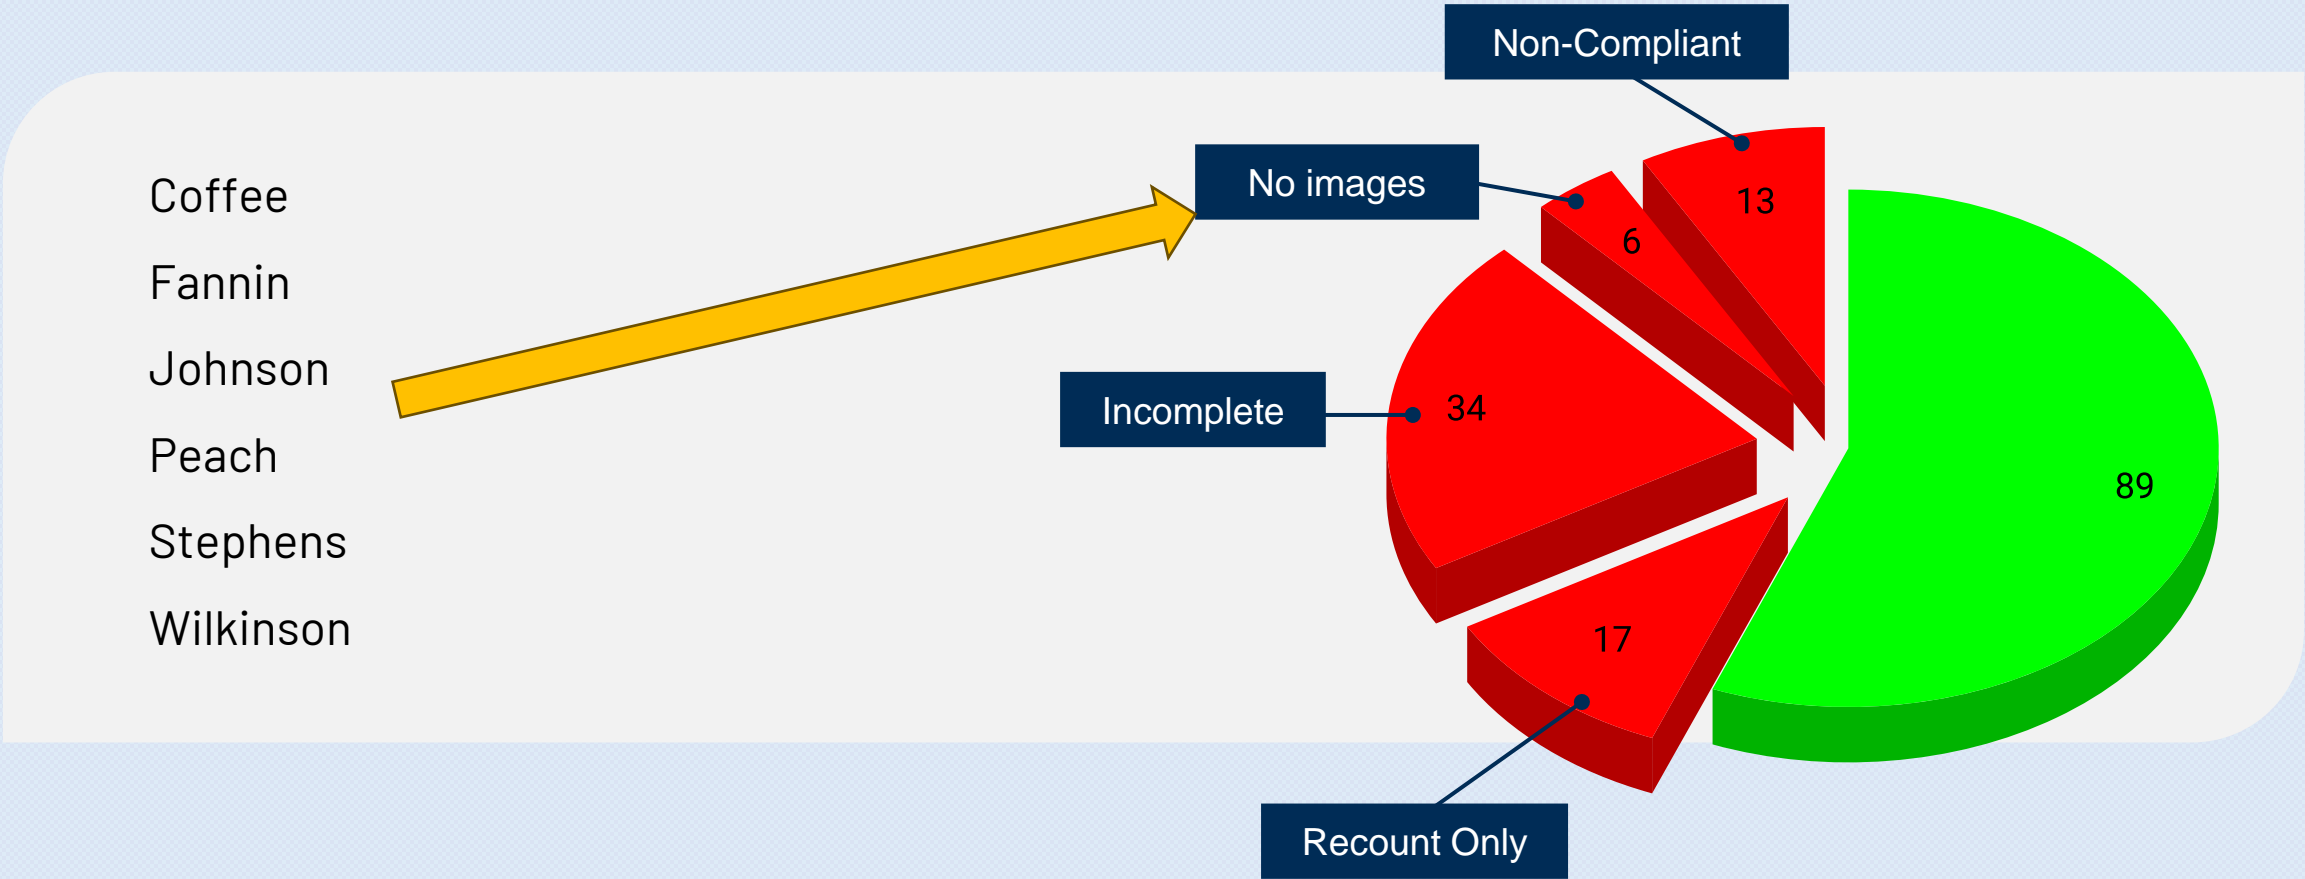 Coffee
Fannin
Johnson
Peach
Stephens
Wilkinson
Non-Compliant
No images
Incomplete
Recount Only
13
6
34
89
17